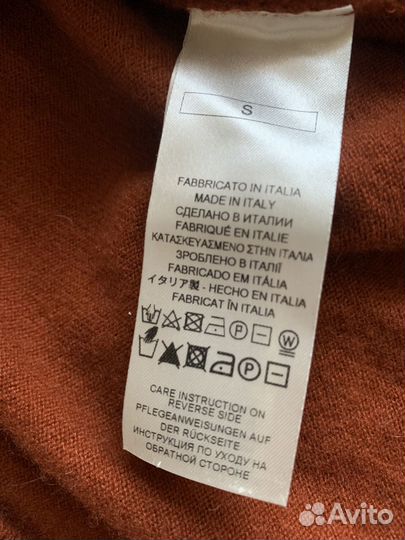 S
FABBRICATO IN ITALIA
MADE IN ITALY
СДЕЛАНО В ИТАЛИИ
FABRIQUÉ EN ITALIE
ΚΑΤΑΣΚΕΥΑΣΜΕΝΟ ΣΤΗΝ ΙΤΑΛΙΑ
ЗРОБЛЕНО В ІТАЛІЇ
FABRICADO EM ITÁLIA
イタリア製 - HECHO EN ITALIA
FABRICAT ÎN ITALIA
P W
A P
CARE INSTRUCTION ON
REVERSE SIDE
PFLEGEANWEISUNGEN AUF
DER RÜCKSEITE
ИНСТРУКЦИЯ ПО УХОДУ НА
ОБРАТНОЙ СТОРОНЕ
Avito